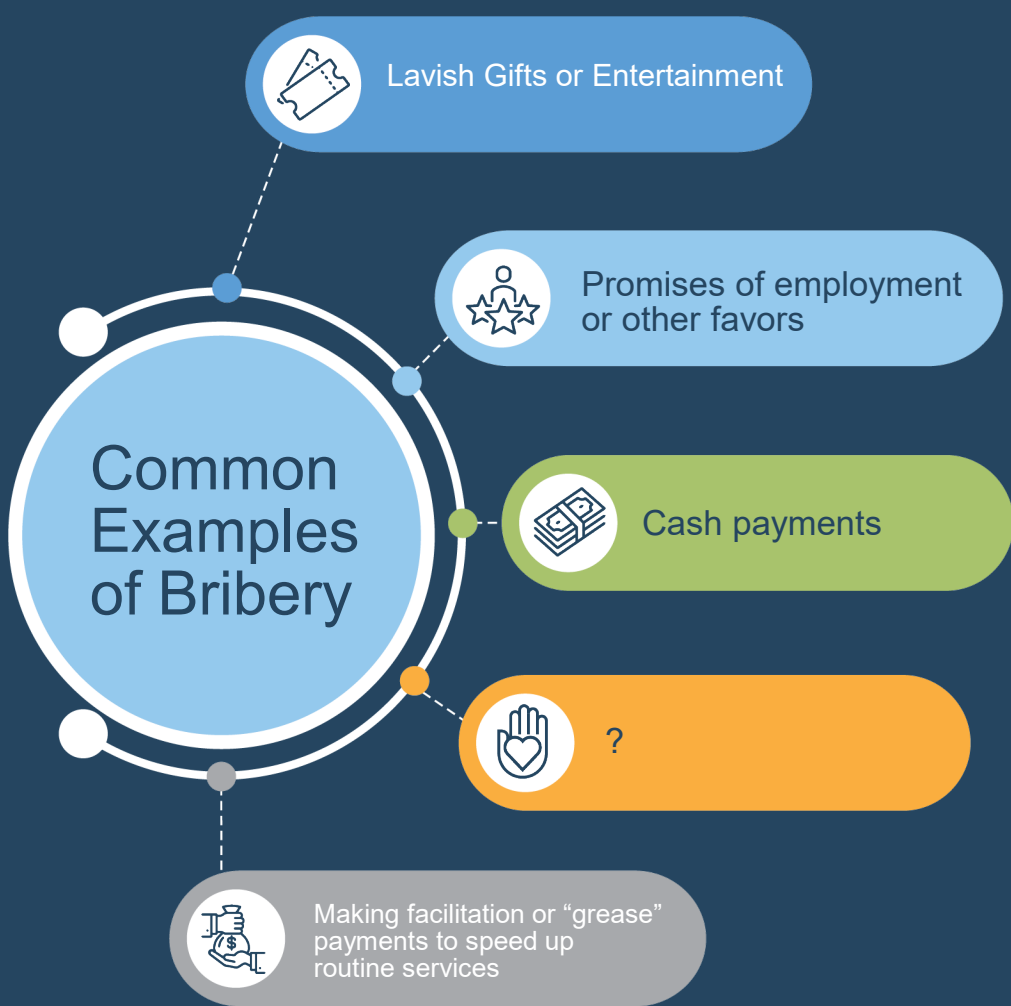 Lavish Gifts or Entertainment
Promises of employment
or other favors
Common
Examples
of Bribery
Cash payments
?
Making facilitation or “grease”
payments to speed up
routine services
$